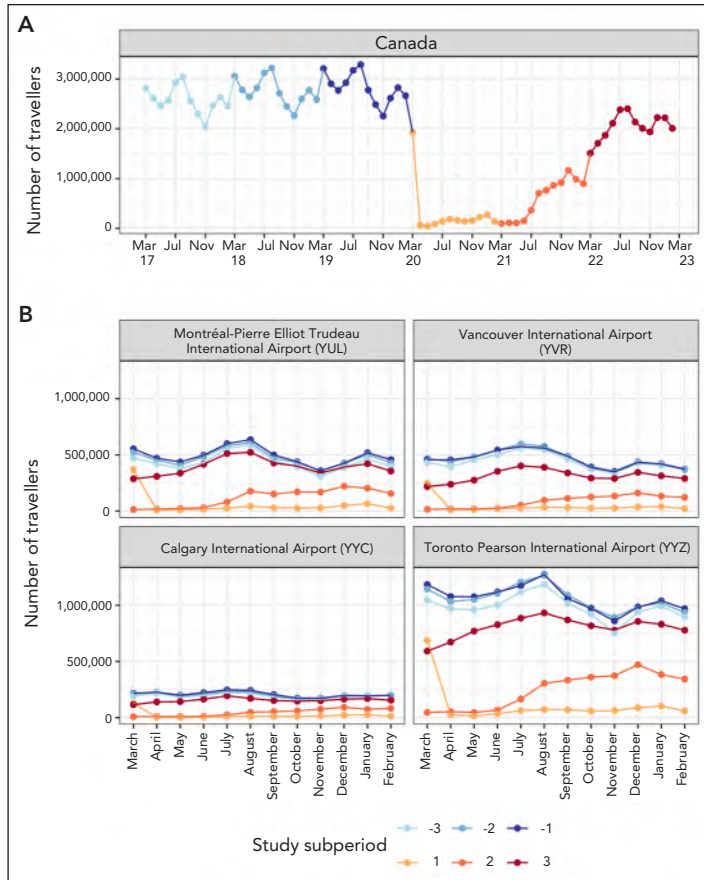 A
Canada
Number of travellers
3,000,000
2,000,000
1,000,000
0
Mar Jul Nov Mar Jul Nov Mar Jul Nov Mar Jul Nov Mar Jul Nov Mar Jul Nov Mar
17 18 19 20 21 22 23
B
Montréal-Pierre Elliot Trudeau
International Airport (YUL)
Vancouver International Airport
(YVR)
1,000,000
500,000
0
Calgary International Airport (YYC)
Toronto Pearson International Airport (YYZ)
Number of travellers
1,000,000
500,000
0
March April May June July August September October November December January February
March April May June July August September October November December January February
Study subperiod
-3 -2 -1
1 2 3